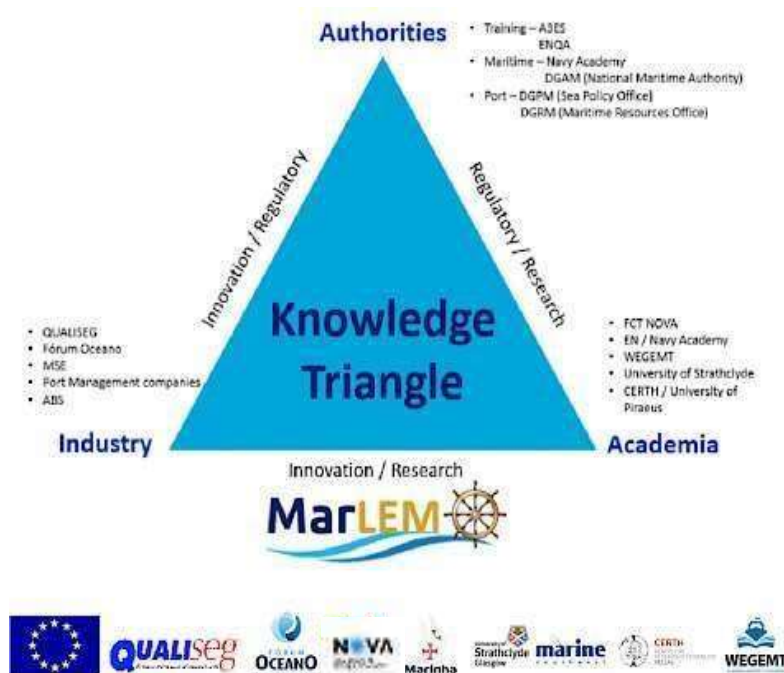 Authorities
• Training – A3ES
ENQA
• Maritime – Navy Academy
DGAM (National Maritime Authority)
• Port – DGPM (Sea Policy Office)
DGRM (Maritime Resources Office)
Innovation / Regulatory
Regulatory / Research
Knowledge
Triangle
• QUALISEG
• Fórum Oceano
• MSE
• Port Management companies
• ABS
• FCT NOVA
• EN / Navy Academy
• WEGEMT
• University of Strathclyde
• CERTH / University of
Piraeus
Industry
Academia
Innovation / Research
MarLEM
QUALIseg
FORUM
OCEANO
NOVA
Marinha
University of
Strathclyde
Glasgow
marine
CERTH
WEGEMT